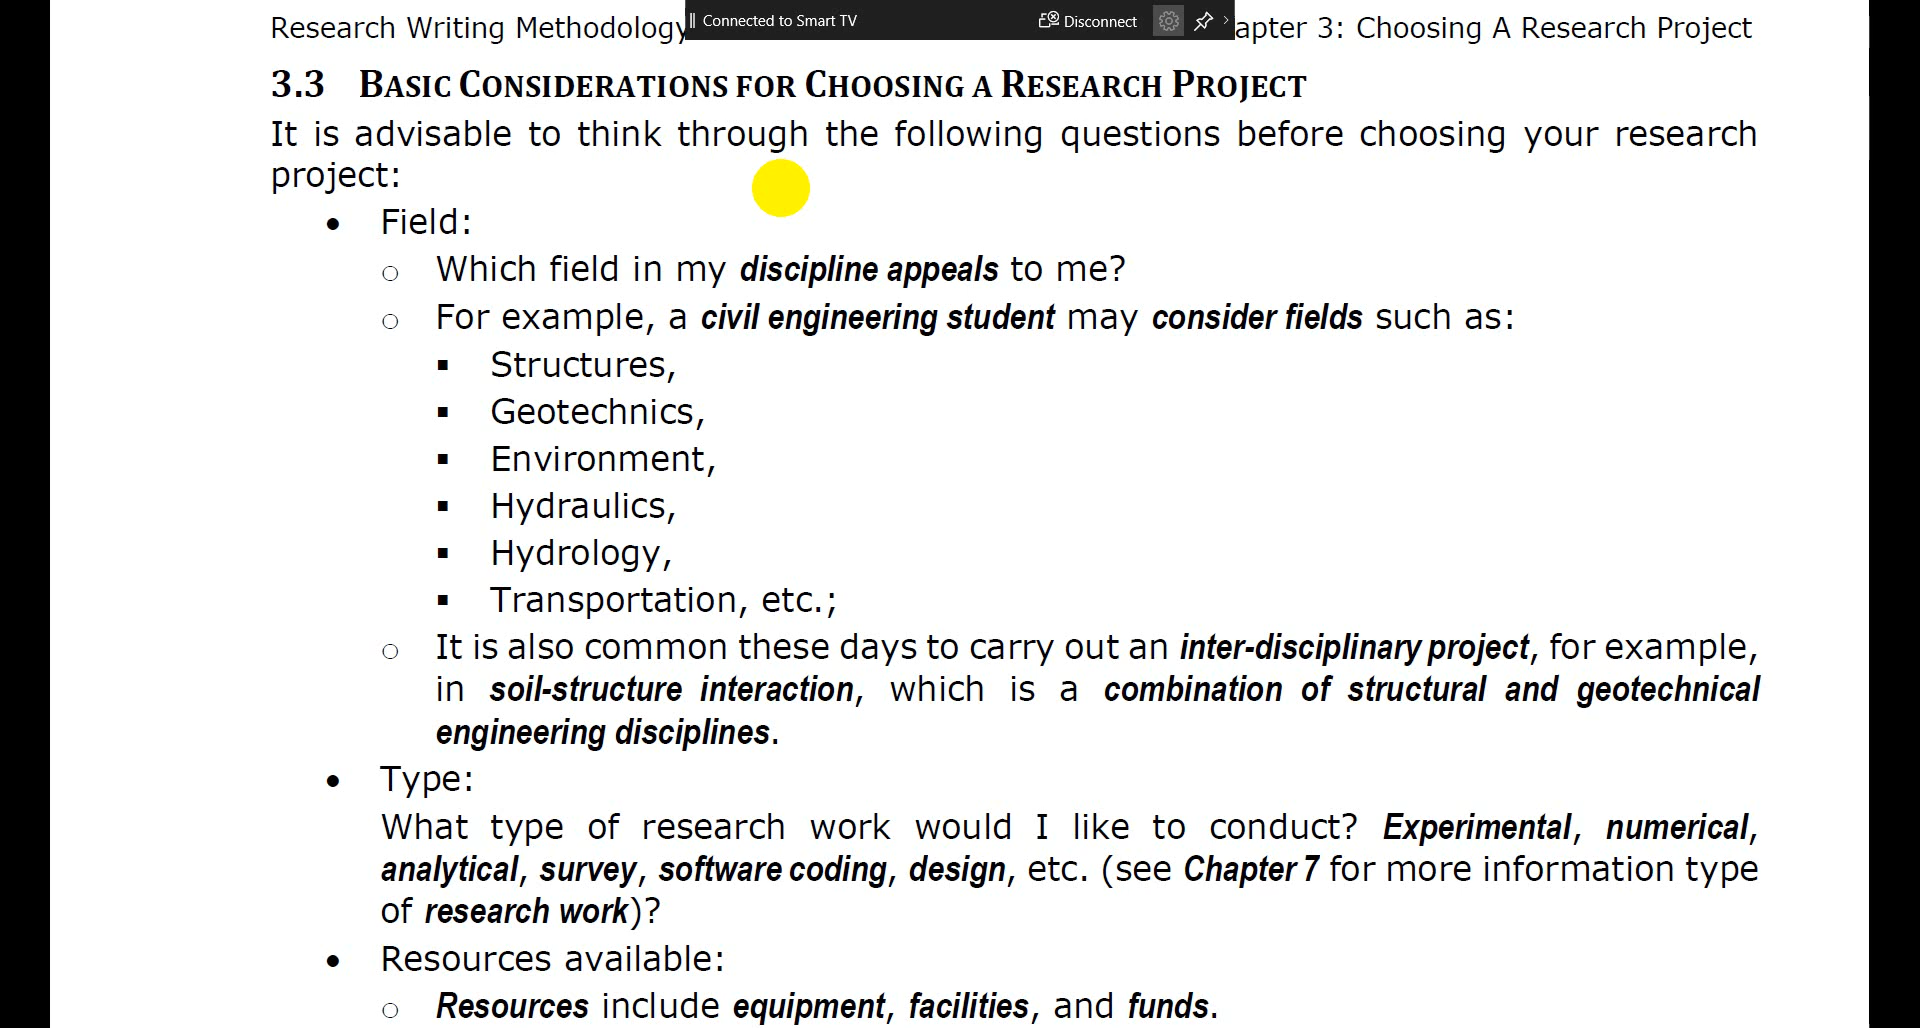 Research Writing Methodology
Connected to Smart TV
Disconnect
apter 3: Choosing A Research Project
3.3 BASIC CONSIDERATIONS FOR CHOOSING A RESEARCH PROJECT
It is advisable to think through the following questions before choosing your research
project:
• Field:
○ Which field in my discipline appeals to me?
○ For example, a civil engineering student may consider fields such as:
▪ Structures,
▪ Geotechnics,
▪ Environment,
▪ Hydraulics,
▪ Hydrology,
▪ Transportation, etc.;
○ It is also common these days to carry out an inter-disciplinary project, for example,
in soil-structure interaction, which is a combination of structural and geotechnical
engineering disciplines.
• Type:
What type of research work would I like to conduct? Experimental, numerical,
analytical, survey, software coding, design, etc. (see Chapter 7 for more information type
of research work)?
• Resources available:
○ Resources include equipment, facilities, and funds.